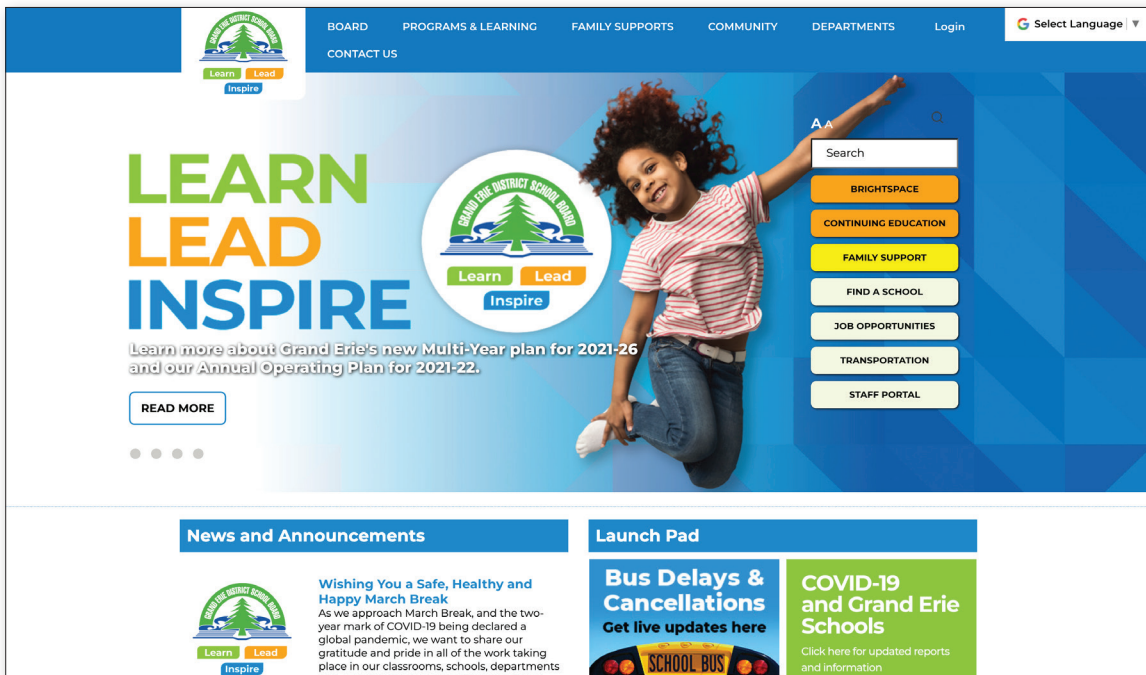 GRAND ERIE DISTRICT SCHOOL BOARD
Learn Lead
Inspire
BOARD PROGRAMS & LEARNING FAMILY SUPPORTS COMMUNITY DEPARTMENTS Login
CONTACT US
G Select Language ▼
LEARN
LEAD
INSPIRE
Learn more about Grand Erie's new Multi-Year plan for 2021-26
and our Annual Operating Plan for 2021-22.
READ MORE
GRAND ERIE DISTRICT SCHOOL BOARD
Learn Lead
Inspire
A A
Search
BRIGHTSPACE
CONTINUING EDUCATION
FAMILY SUPPORT
FIND A SCHOOL
JOB OPPORTUNITIES
TRANSPORTATION
STAFF PORTAL
News and Announcements
GRAND ERIE DISTRICT SCHOOL BOARD
Learn Lead
Inspire
Wishing You a Safe, Healthy and
Happy March Break
As we approach March Break, and the two-
year mark of COVID-19 being declared a
global pandemic, we want to share our
gratitude and pride in all of the work taking
place in our classrooms, schools, departments
Launch Pad
Bus Delays &
Cancellations
Get live updates here
SCHOOL BUS
COVID-19
and Grand Erie
Schools
Click here for updated reports
and information